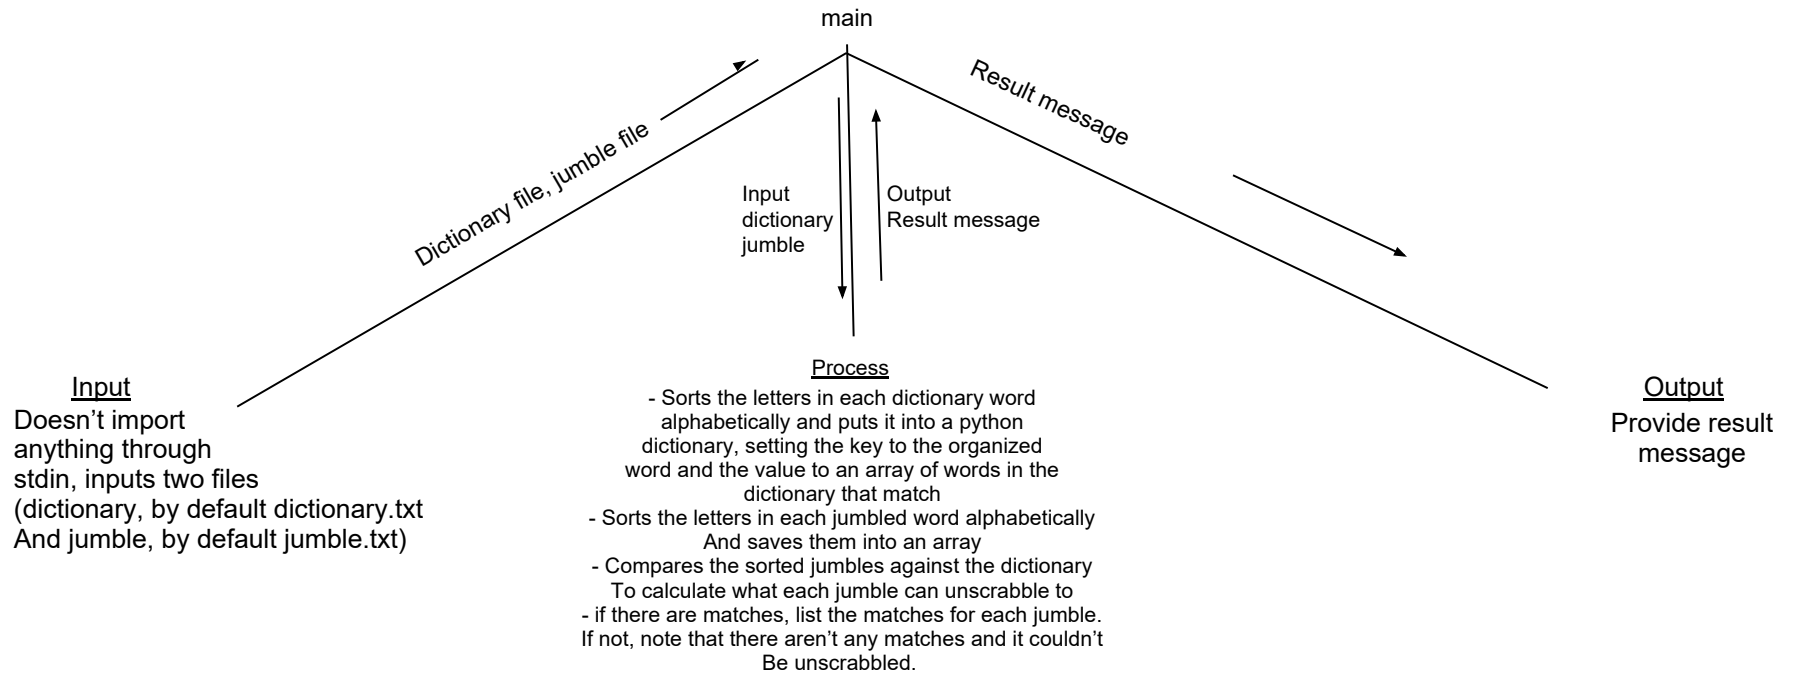 main
Result message
Dictionary file, jumble file
Input
dictionary
jumble
Output
Result message
Input
Doesn’t import
anything through
stdin, inputs two files
(dictionary, by default dictionary.txt
And jumble, by default jumble.txt)
Process
- Sorts the letters in each dictionary word
alphabetically and puts it into a python
dictionary, setting the key to the organized
word and the value to an array of words in the
dictionary that match
- Sorts the letters in each jumbled word alphabetically
And saves them into an array
- Compares the sorted jumbles against the dictionary
To calculate what each jumble can unscrabble to
- if there are matches, list the matches for each jumble.
If not, note that there aren’t any matches and it couldn’t
Be unscrabbled.
Output
Provide result
message